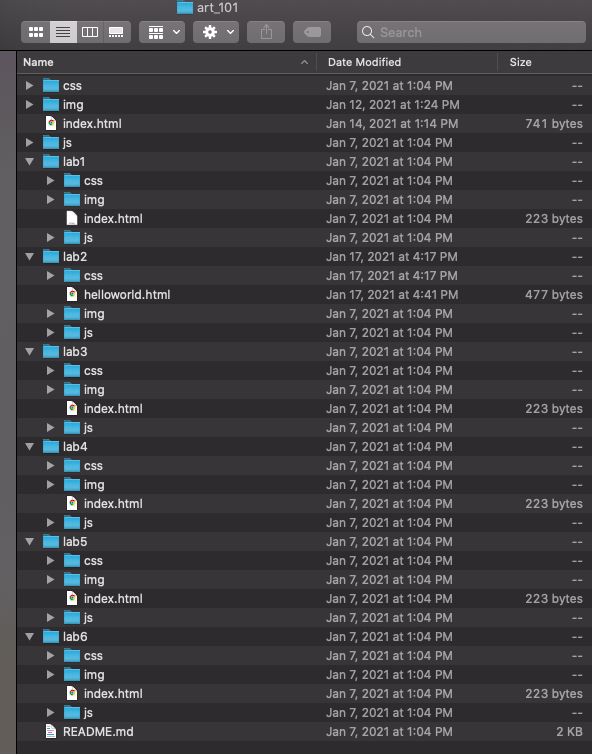 art_101
Search
Name Date Modified Size
css Jan 7, 2021 at 1:04 PM --
img Jan 12, 2021 at 1:24 PM --
index.html Jan 14, 2021 at 1:14 PM 741 bytes
js Jan 7, 2021 at 1:04 PM --
lab1 Jan 7, 2021 at 1:04 PM --
css Jan 7, 2021 at 1:04 PM --
img Jan 7, 2021 at 1:04 PM --
index.html Jan 7, 2021 at 1:04 PM 223 bytes
js Jan 7, 2021 at 1:04 PM --
lab2 Jan 17, 2021 at 4:17 PM --
css Jan 17, 2021 at 4:17 PM --
helloworld.html Jan 17, 2021 at 4:41 PM 477 bytes
img Jan 7, 2021 at 1:04 PM --
js Jan 7, 2021 at 1:04 PM --
lab3 Jan 7, 2021 at 1:04 PM --
css Jan 7, 2021 at 1:04 PM --
img Jan 7, 2021 at 1:04 PM --
index.html Jan 7, 2021 at 1:04 PM 223 bytes
js Jan 7, 2021 at 1:04 PM --
lab4 Jan 7, 2021 at 1:04 PM --
css Jan 7, 2021 at 1:04 PM --
img Jan 7, 2021 at 1:04 PM --
index.html Jan 7, 2021 at 1:04 PM 223 bytes
js Jan 7, 2021 at 1:04 PM --
lab5 Jan 7, 2021 at 1:04 PM --
css Jan 7, 2021 at 1:04 PM --
img Jan 7, 2021 at 1:04 PM --
index.html Jan 7, 2021 at 1:04 PM 223 bytes
js Jan 7, 2021 at 1:04 PM --
lab6 Jan 7, 2021 at 1:04 PM --
css Jan 7, 2021 at 1:04 PM --
img Jan 7, 2021 at 1:04 PM --
index.html Jan 7, 2021 at 1:04 PM 223 bytes
js Jan 7, 2021 at 1:04 PM --
README.md Jan 7, 2021 at 1:04 PM 2 KB